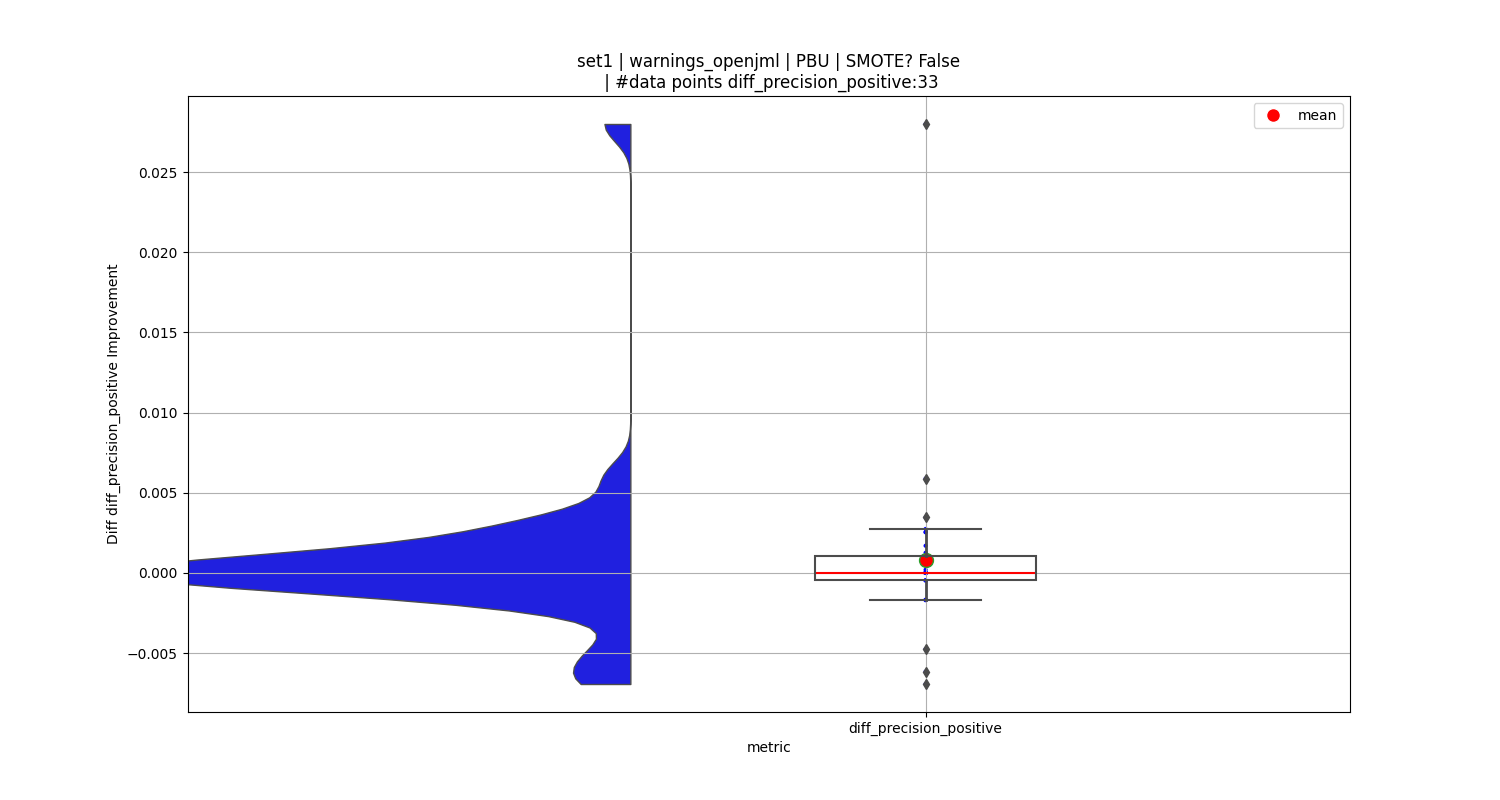 set1 | warnings_openjml | PBU | SMOTE? False
| #data points diff_precision_positive:33
mean
0.025
0.020
0.015
0.010
0.005
0.000
−0.005
Diff diff_precision_positive Improvement
diff_precision_positive
metric